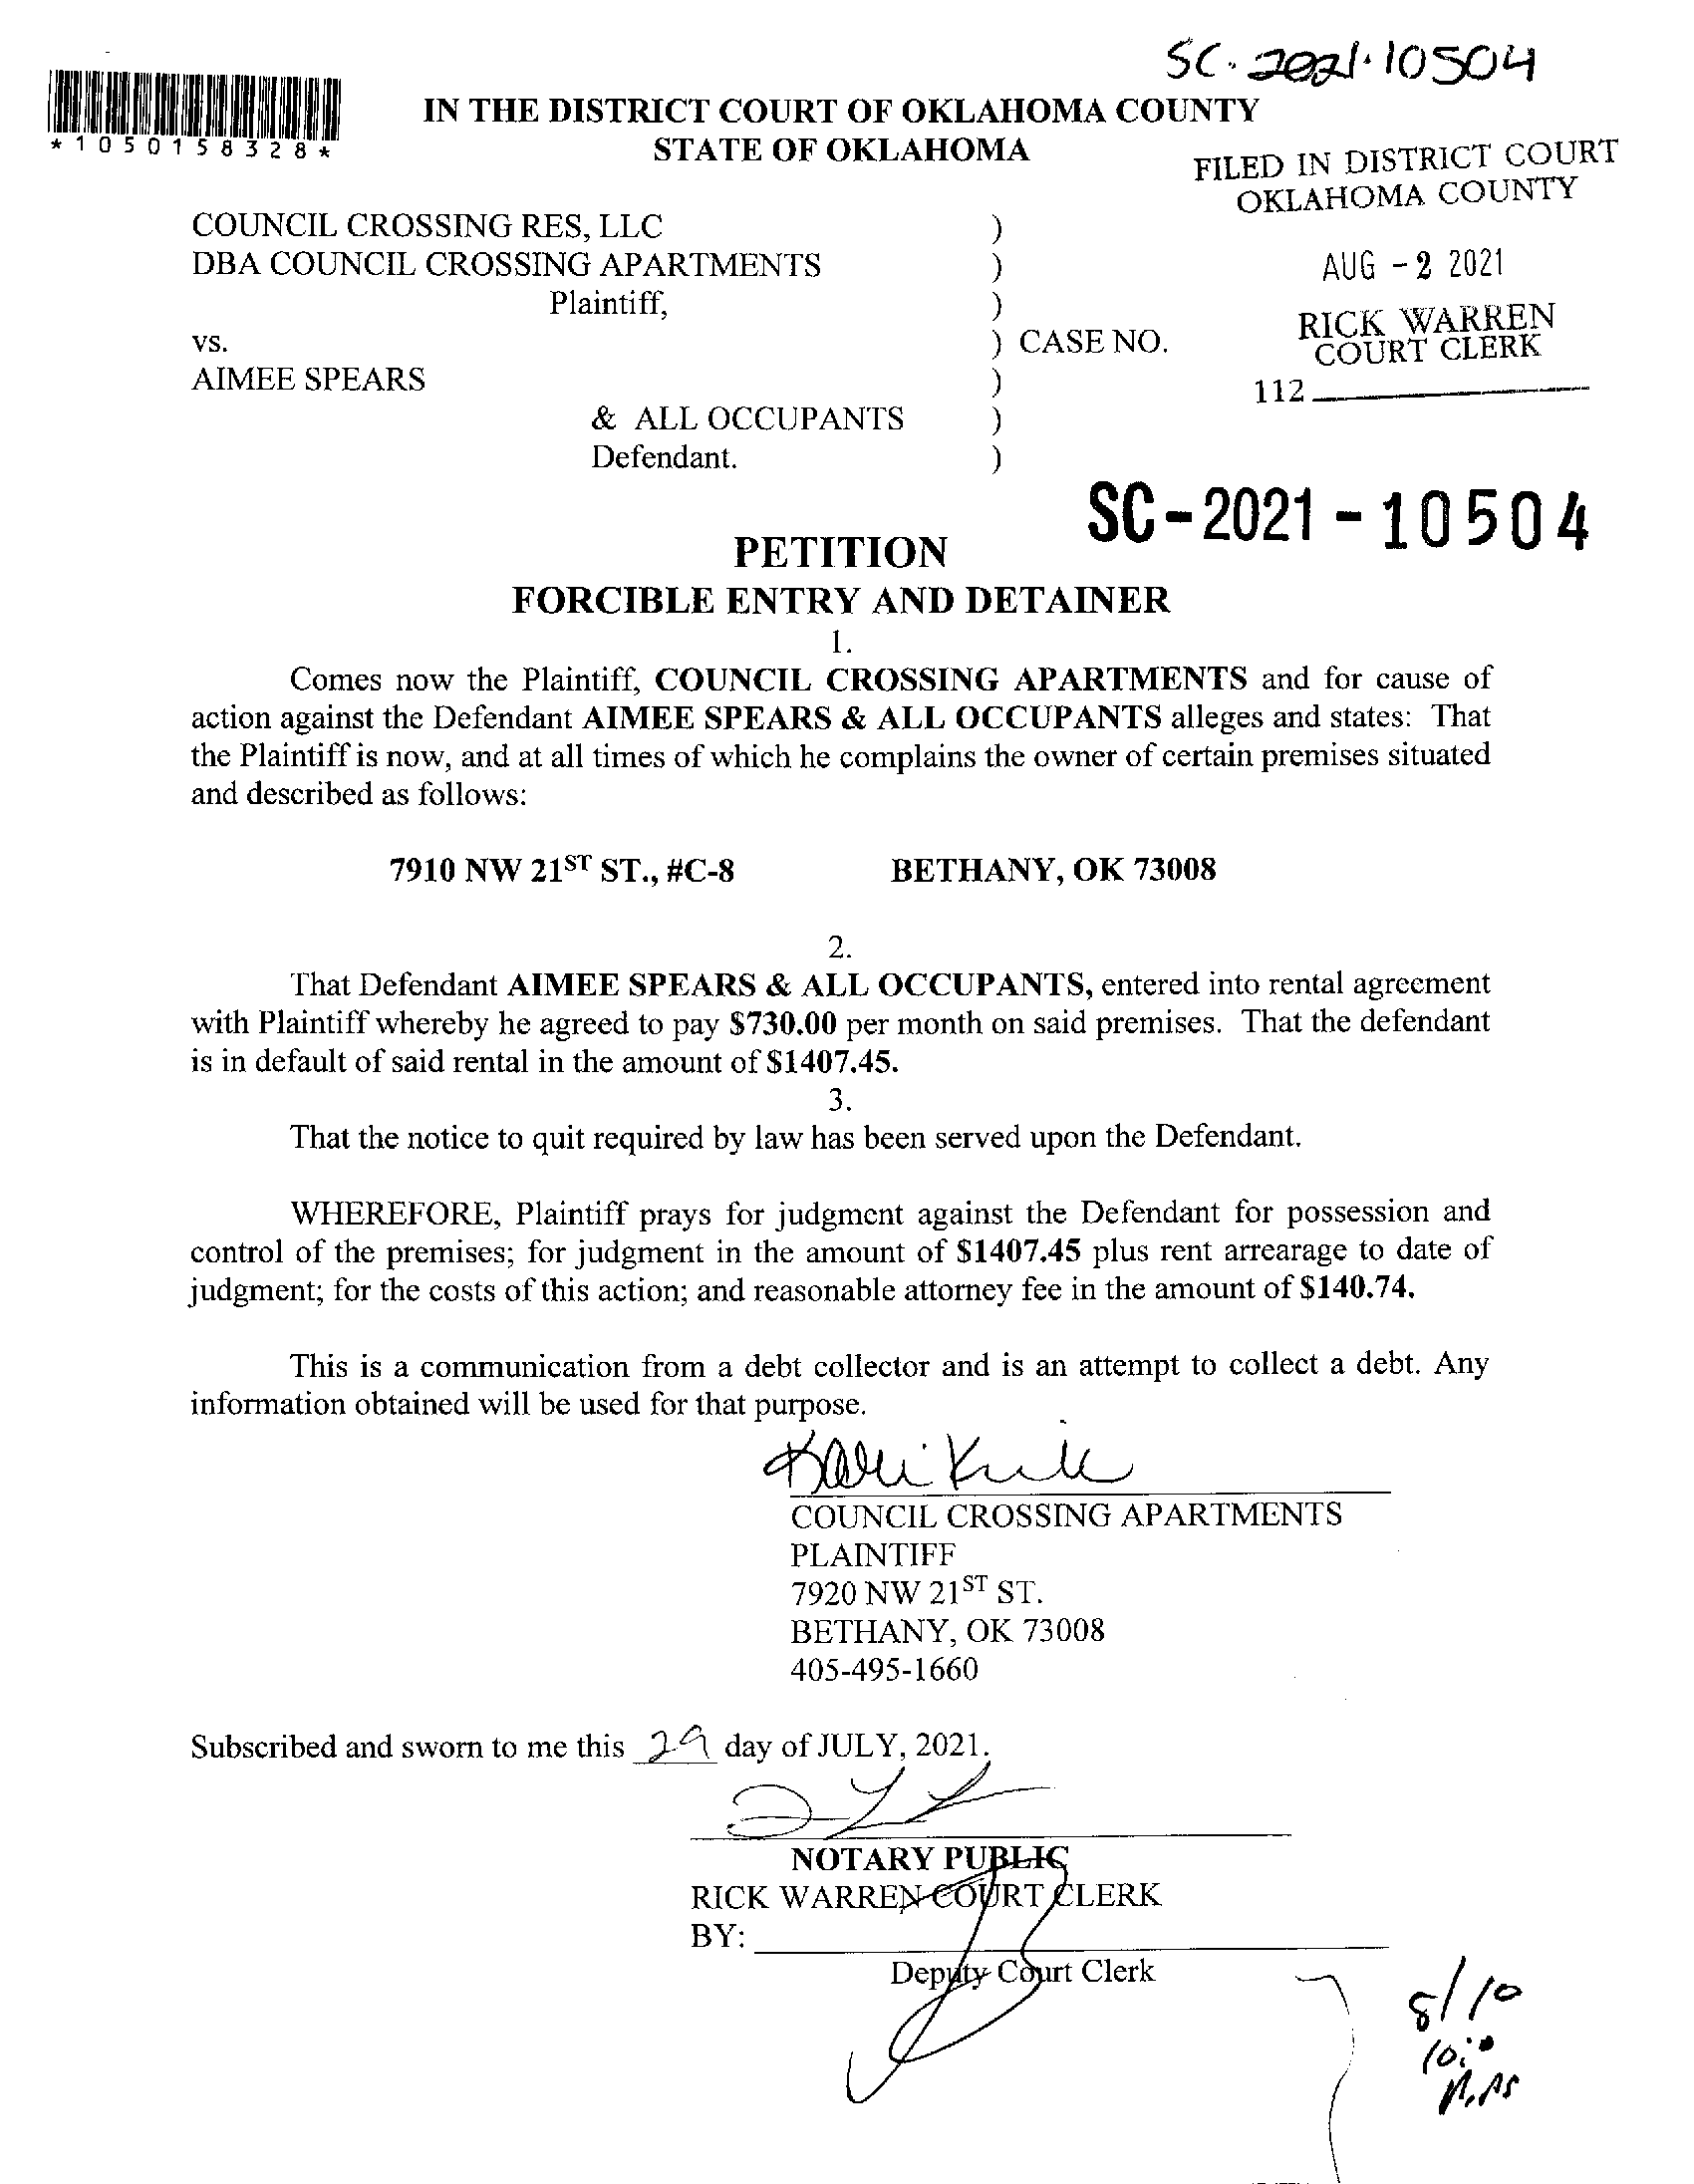 SC-2021-10504
*1050158328*
IN THE DISTRICT COURT OF OKLAHOMA COUNTY
STATE OF OKLAHOMA
FILED IN DISTRICT COURT
OKLAHOMA COUNTY
COUNCIL CROSSING RES, LLC )
DBA COUNCIL CROSSING APARTMENTS )
AUG -2 2021
Plaintiff, )
RICK WARREN
COURT CLERK
vs. ) CASE NO.
AIMEE SPEARS )
112
& ALL OCCUPANTS )
Defendant. )
SC-2021-10504
PETITION
FORCIBLE ENTRY AND DETAINER
1.
Comes now the Plaintiff, COUNCIL CROSSING APARTMENTS and for cause of
action against the Defendant AIMEE SPEARS & ALL OCCUPANTS alleges and states: That
the Plaintiff is now, and at all times of which he complains the owner of certain premises situated
and described as follows:
7910 NW 21ST ST., #C-8 BETHANY, OK 73008
2.
That Defendant AIMEE SPEARS & ALL OCCUPANTS, entered into rental agreement
with Plaintiff whereby he agreed to pay $730.00 per month on said premises. That the defendant
is in default of said rental in the amount of $1407.45.
3.
That the notice to quit required by law has been served upon the Defendant.
WHEREFORE, Plaintiff prays for judgment against the Defendant for possession and
control of the premises; for judgment in the amount of $1407.45 plus rent arrearage to date of
judgment; for the costs of this action; and reasonable attorney fee in the amount of $140.74.
This is a communication from a debt collector and is an attempt to collect a debt. Any
information obtained will be used for that purpose.
COUNCIL CROSSING APARTMENTS
PLAINTIFF
7920 NW 21ST ST.
BETHANY, OK 73008
405-495-1660
Subscribed and sworn to me this 29 day of JULY, 2021.
NOTARY PUBLIC
RICK WARREN COURT CLERK
BY:
Deputy Court Clerk
8/10